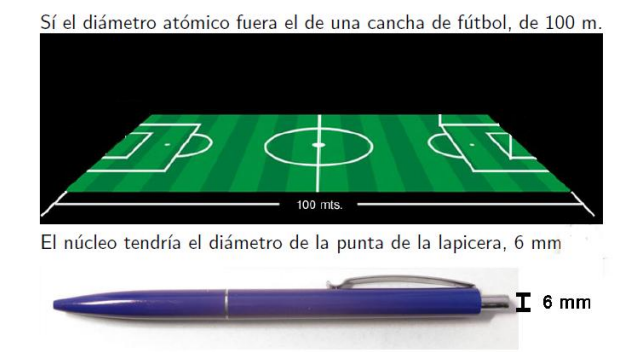 Sí el diámetro atómico fuera el de una cancha de fútbol, de 100 m.
100 mts.
El núcleo tendría el diámetro de la punta de la lapicera, 6 mm
6 mm